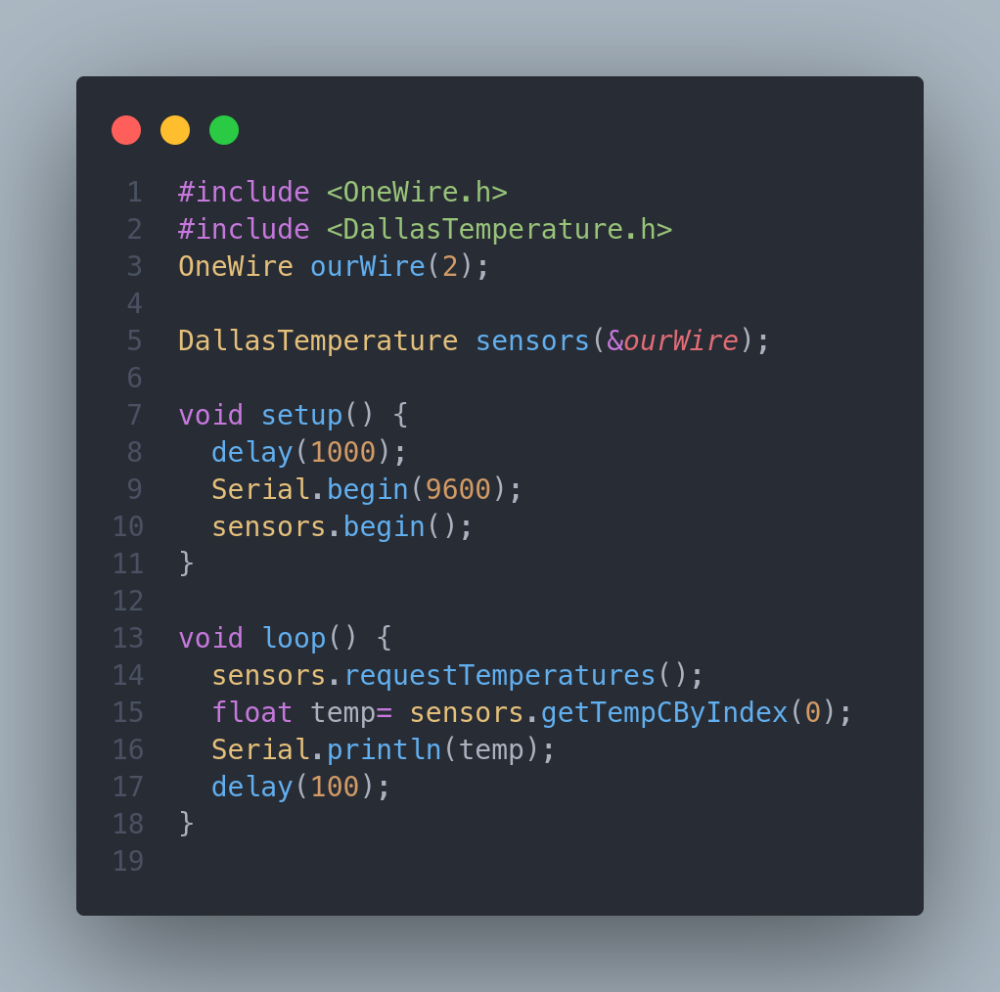 1 #include <OneWire.h>
2 #include <DallasTemperature.h>
3 OneWire ourWire(2);
4
5 DallasTemperature sensors(&ourWire);
6
7 void setup() {
8   delay(1000);
9   Serial.begin(9600);
10   sensors.begin();
11 }
12
13 void loop() {
14   sensors.requestTemperatures();
15   float temp= sensors.getTempCByIndex(0);
16   Serial.println(temp);
17   delay(100);
18 }
19